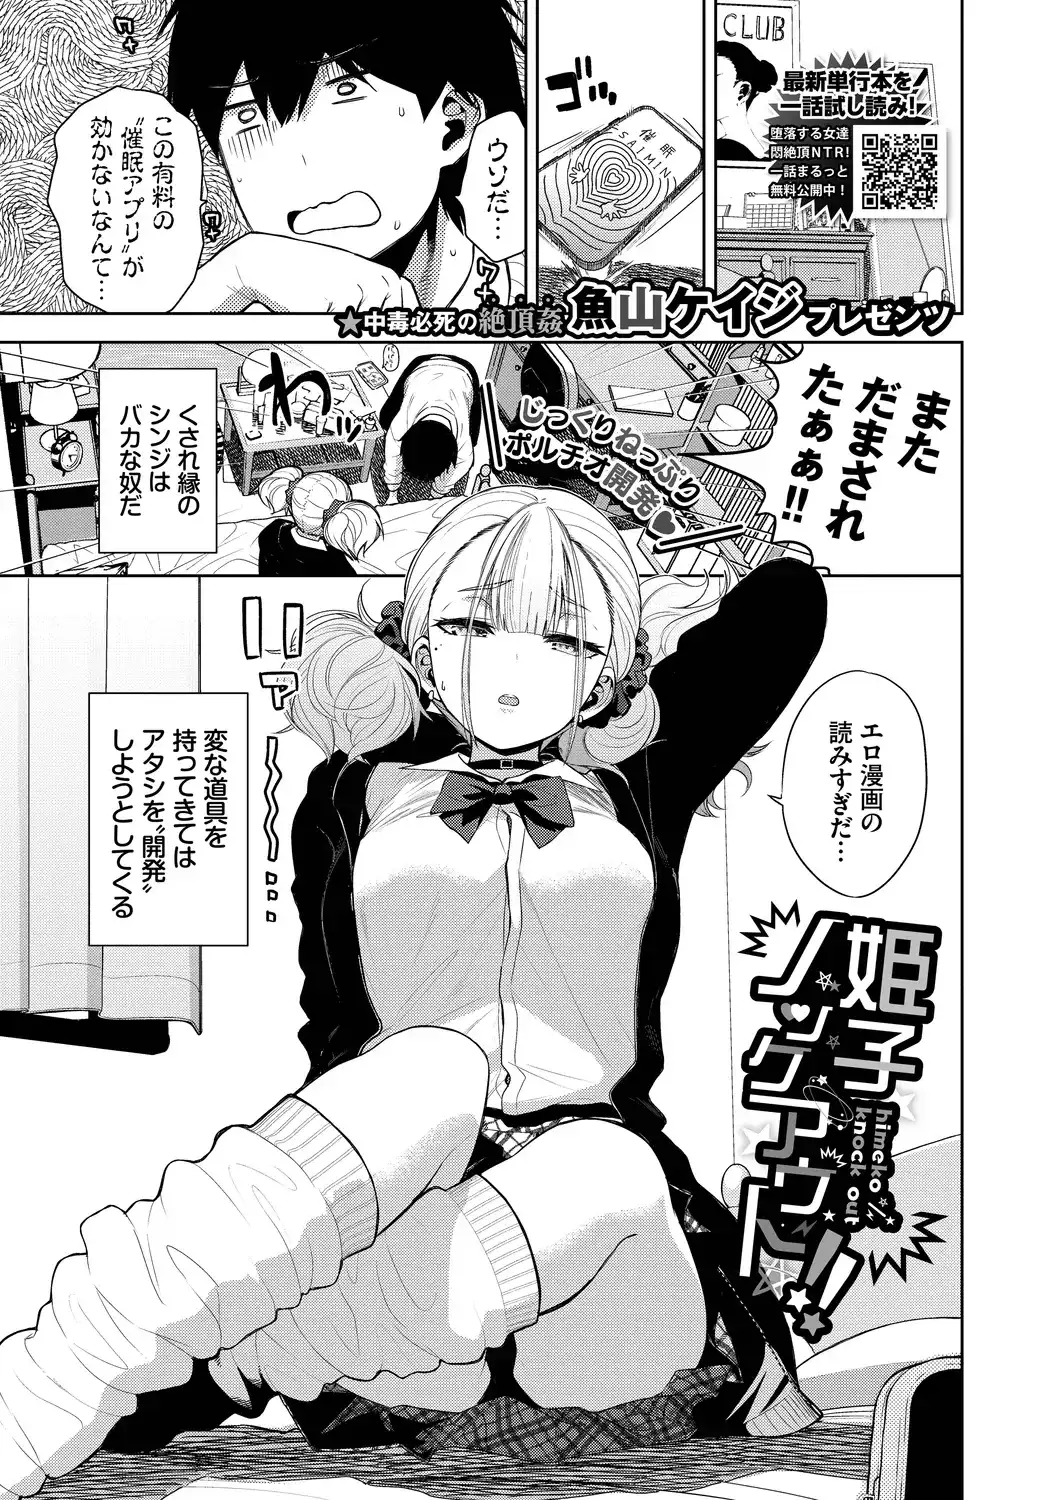 CLUB
最新単行本を
一話試し読み!
堕落する女達
悶絶頂NTR!
一話まるっと
無料公開中!
ゴ…
催眠
SAIMIN
ウソだ…
この有料の
"催眠アプリ"が
効かないなんて…
ワナ
ワナ
★中毒必死の絶頂姦 魚山ケイジ プレゼンツ
まただまされ
たぁぁ!!
じっくりねっぷり
ポルチオ開発♥
くされ縁の
シンジは
バカな奴だ
エロ漫画の
読みすぎだ…
変な道具を
持ってきては
アタシを"開発"
しようとしてくる
姫子
ノックアウト!!
himeko
knock out